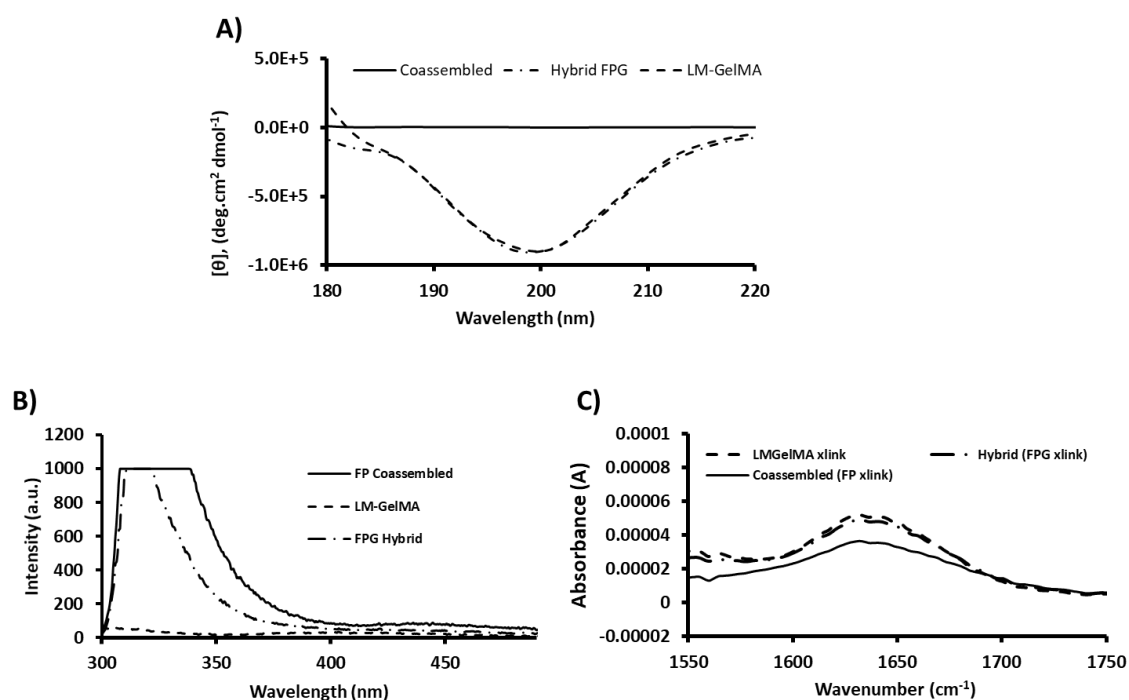 A)
5.0E+5
Coassembled Hybrid FPG LM-GelMA
0.0E+0
-5.0E+5
-1.0E+6
[θ], (deg.cm² dmol⁻¹)
180 190 200 210 220
Wavelength (nm)
B)
1200
1000
800
600
400
200
0
Intensity (a.u.)
FP Coassembled
LM-GelMA
FPG Hybrid
300 350 400 450
Wavelength (nm)
C)
0.0001
0.00008
0.00006
0.00004
0.00002
0
-0.00002
Absorbance (A)
LMGelMA xlink Hybrid (FPG xlink)
Coassembled (FP xlink)
1550 1600 1650 1700 1750
Wavenumber (cm⁻¹)